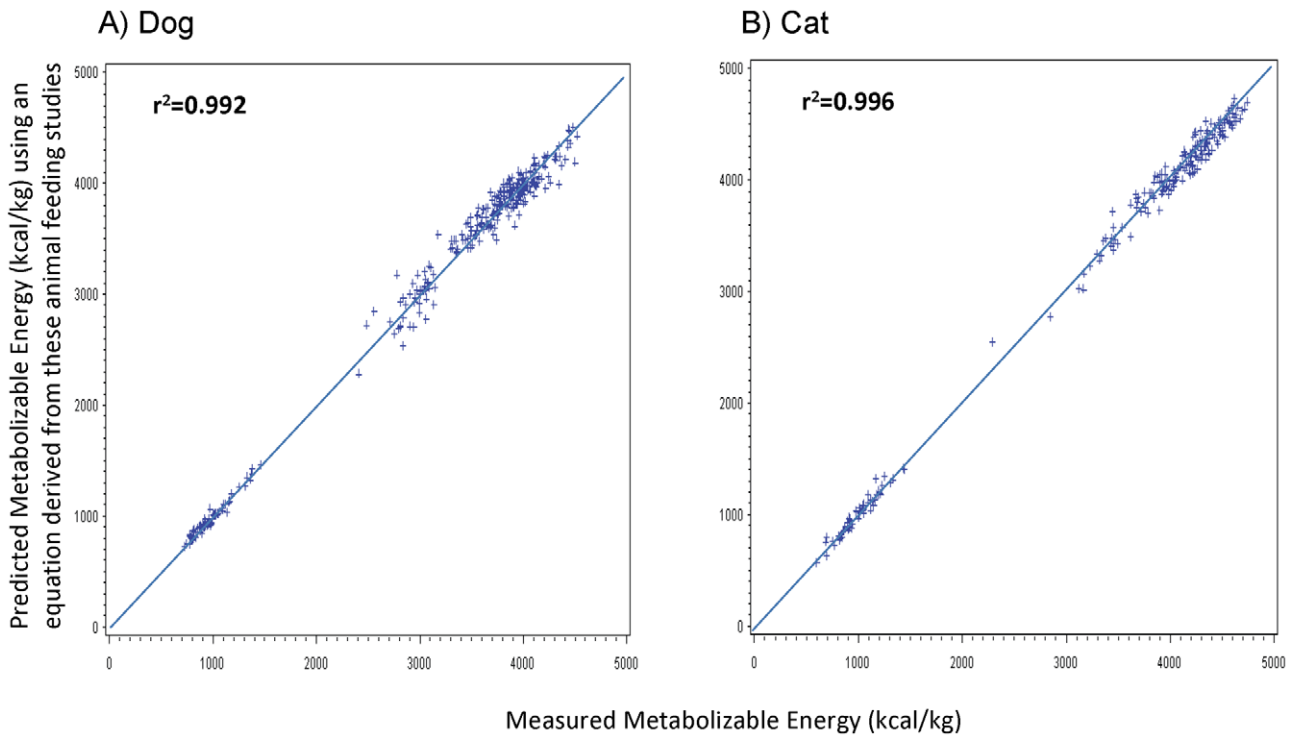 A) Dog
B) Cat
Predicted Metabolizable Energy (kcal/kg) using an
equation derived from these animal feeding studies
r²=0.992
5000
4000
3000
2000
1000
0
0 1000 2000 3000 4000 5000
r²=0.996
5000
4000
3000
2000
1000
0
0 1000 2000 3000 4000 5000
Measured Metabolizable Energy (kcal/kg)